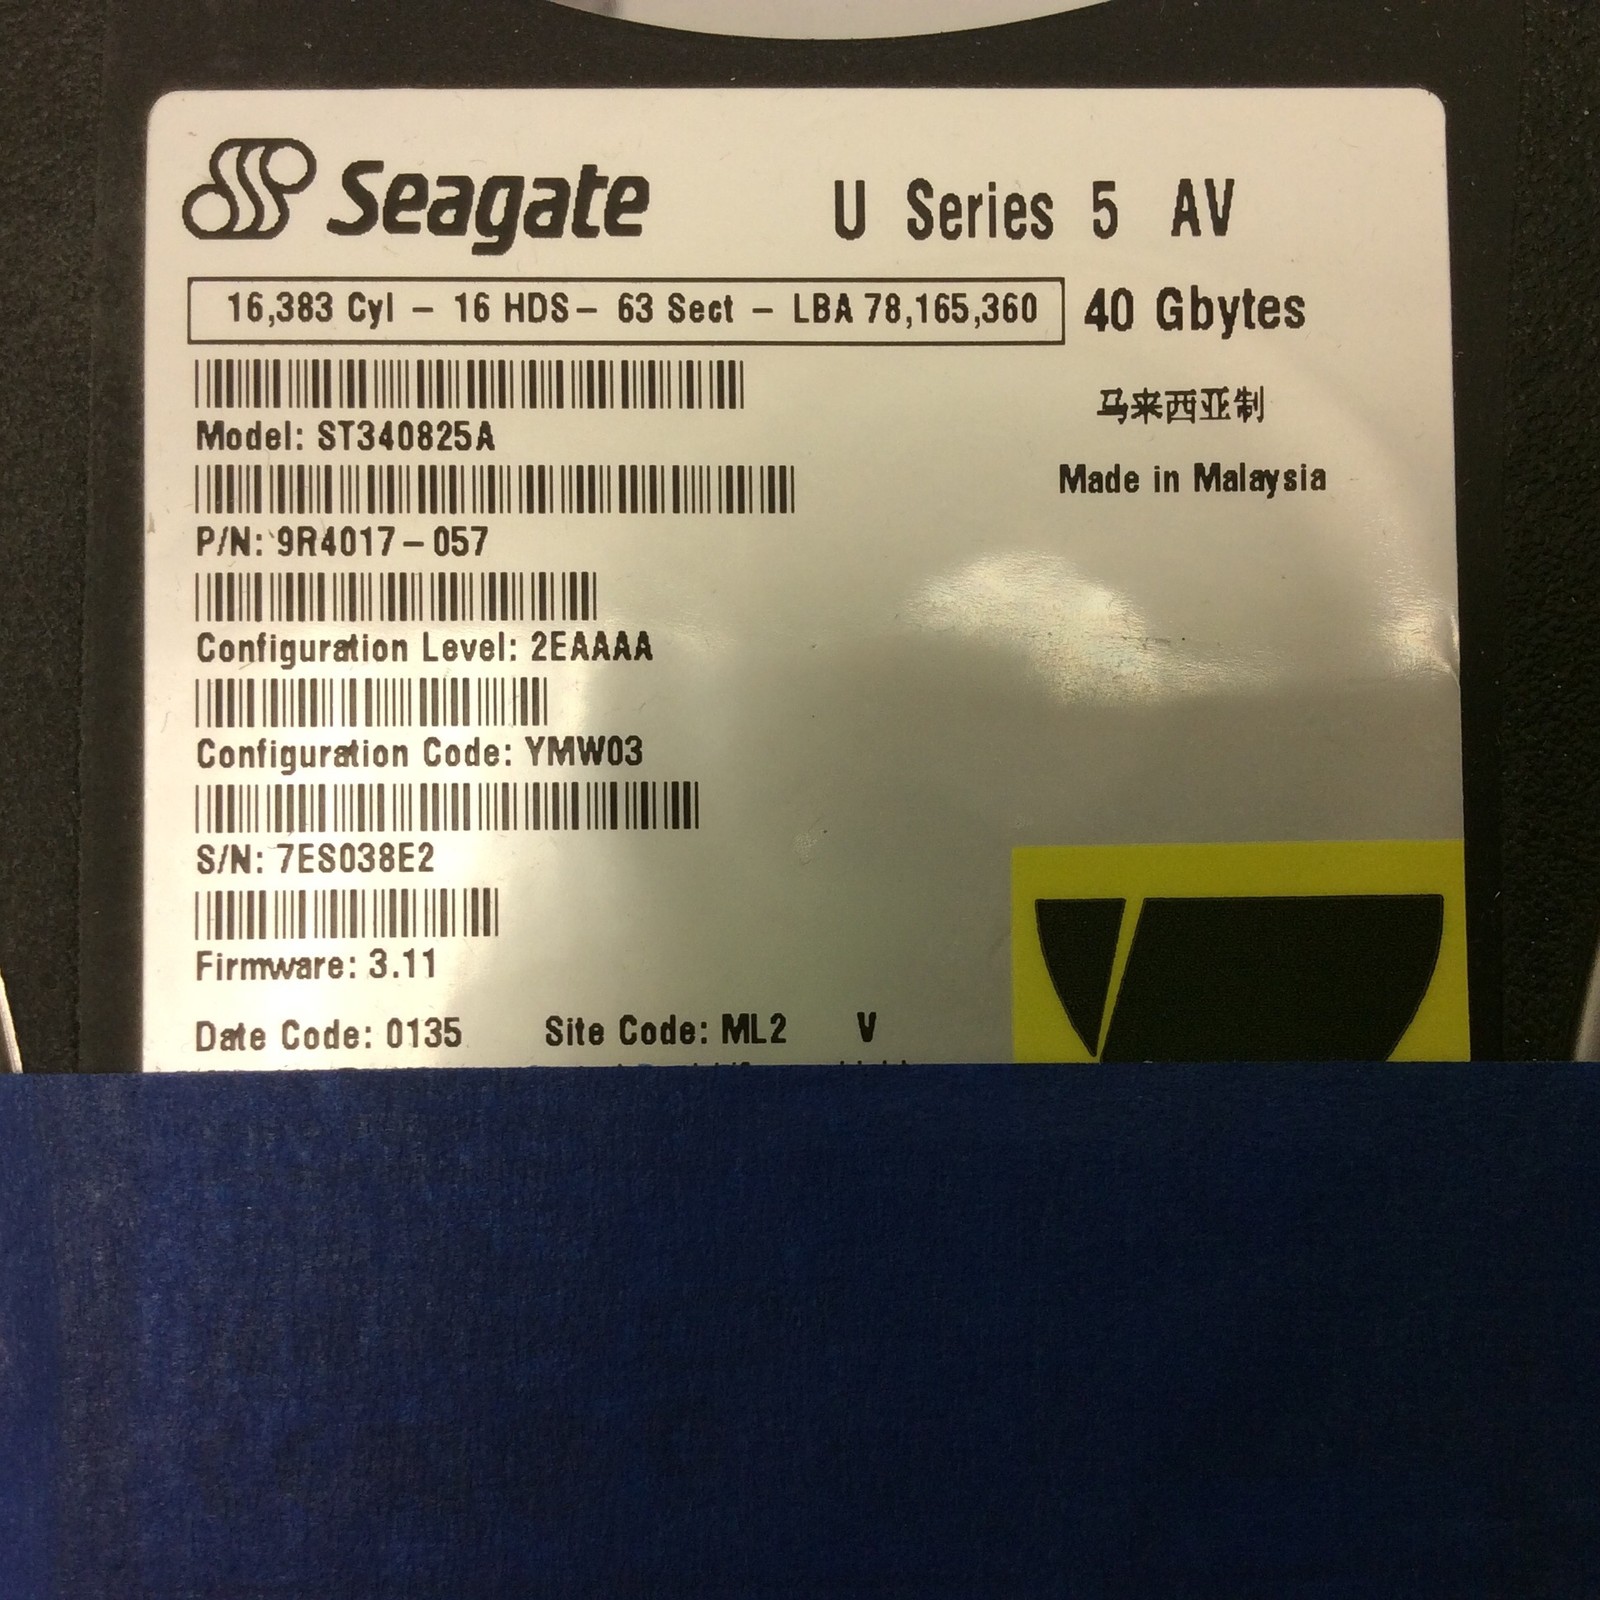 Seagate U Series 5 AV
16,383 Cyl – 16 HDS– 63 Sect – LBA 78,165,360 40 Gbytes
马来西亚制
Model: ST340825A
Made in Malaysia
P/N: 9R4017–057
Configuration Level: 2EAAAA
Configuration Code: YMW03
S/N: 7ES038E2
Firmware: 3.11
Date Code: 0135 Site Code: ML2 V